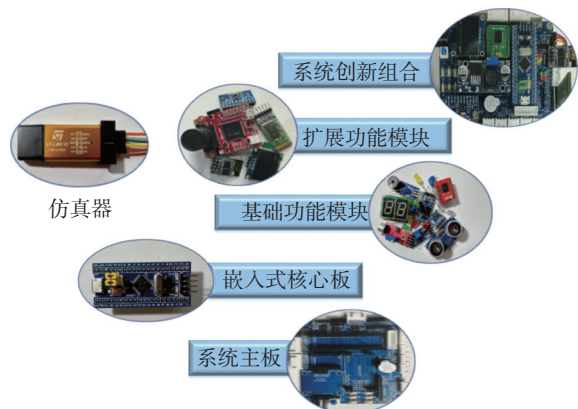 系统创新组合
扩展功能模块
仿真器
基础功能模块
嵌入式核心板
系统主板